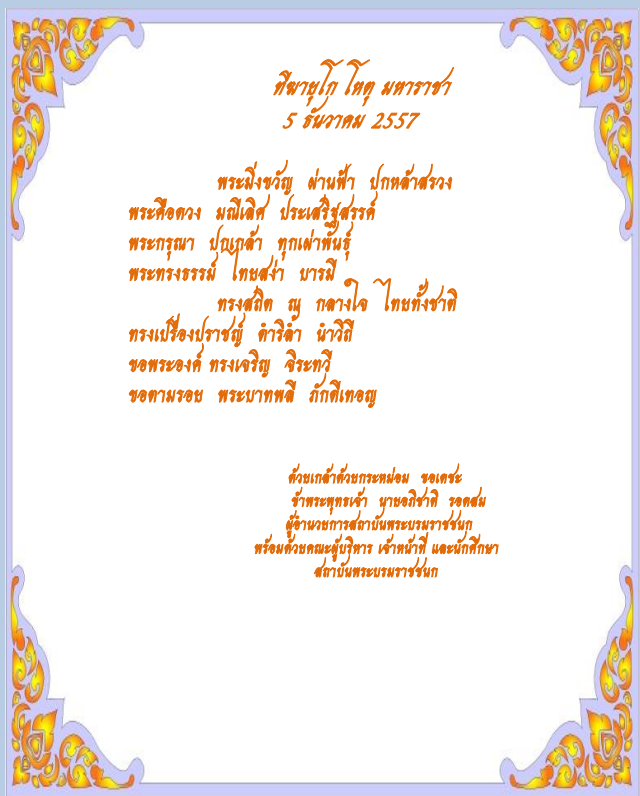 ทีฆายุโก โหตุ มหาราชา
5 ธันวาคม 2557
พระมิ่งขวัญ ผ่านฟ้า ปกหล้าสรวง
พระคือดวง มณีเลิศ ประเสริฐสรรค์
พระกรุณา ปกเกล้า ทุกเผ่าพันธุ์
พระทรงธรรม์ ไทยสง่า บารมี
ทรงสถิต ณ กลางใจ ไทยทั้งชาติ
ทรงเปรื่องปราชญ์ ดำริล้ำ นำวิถี
ขอพระองค์ ทรงเจริญ จิระทวี
ขอตามรอย พระบาทพลี ภักดีเทอญ
ด้วยเกล้าด้วยกระหม่อม ขอเดชะ
ข้าพระพุทธเจ้า นายอภิชาติ รอดสม
ผู้อำนวยการสถาบันพระบรมราชชนก
พร้อมด้วยคณะผู้บริหาร เจ้าหน้าที่ และนักศึกษา
สถาบันพระบรมราชชนก